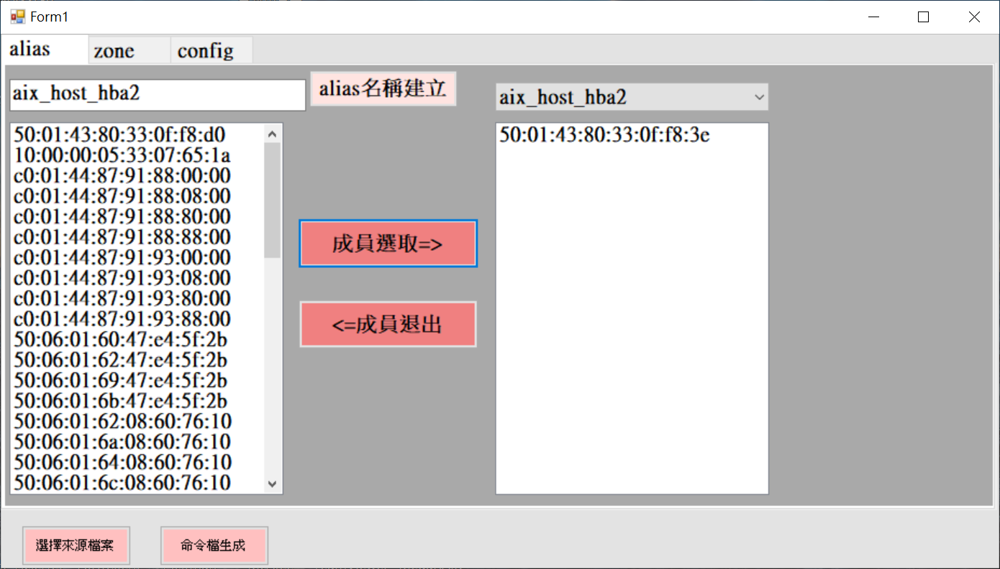 Form1
alias
zone
config
aix_host_hba2
alias名稱建立
aix_host_hba2
50:01:43:80:33:0f:f8:d0
10:00:00:05:33:07:65:1a
c0:01:44:87:91:88:00:00
c0:01:44:87:91:88:08:00
c0:01:44:87:91:88:80:00
c0:01:44:87:91:88:88:00
c0:01:44:87:91:93:00:00
c0:01:44:87:91:93:08:00
c0:01:44:87:91:93:80:00
c0:01:44:87:91:93:88:00
50:06:01:60:47:e4:5f:2b
50:06:01:62:47:e4:5f:2b
50:06:01:69:47:e4:5f:2b
50:06:01:6b:47:e4:5f:2b
50:06:01:62:08:60:76:10
50:06:01:6a:08:60:76:10
50:06:01:64:08:60:76:10
50:06:01:6c:08:60:76:10
成員選取=>
<=成員退出
50:01:43:80:33:0f:f8:3e
選擇來源檔案
命令檔生成